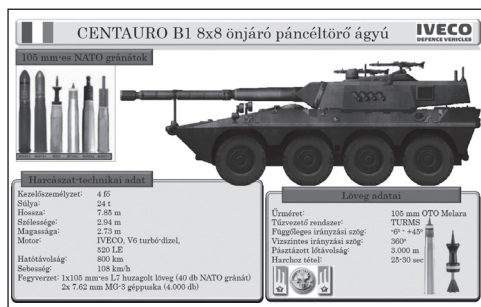 CENTAURO B1 8x8 önjáró páncéltörő ágyú
IVECO
DEFENCE VEHICLES
105 mm-es NATO gránátok
Harcászat-technikai adat
Kezelőszemélyzet: 4 fő
Súlya: 24 t
Hossza: 7.85 m
Szélessége: 2.94 m
Magassága: 2.73 m
Motor: IVECO, V6 turbó-dízel,
520 LE
Hatótávolság: 800 km
Sebesség: 108 km/h
Fegyverzet: 1x105 mm-es L7 huzagolt löveg (40 db NATO gránát)
2x 7.62 mm MG-3 géppuska (4.000 db)
Löveg adatai
Űrméret: 105 mm OTO Melara
Tűzvezető rendszer: TURMS
Függőleges irányzási szög: -6° - +45°
Vízszintes irányzási szög: 360°
Pásztázott lőtávolság: 3.000 m
Harchoz tétel: 25-30 sec